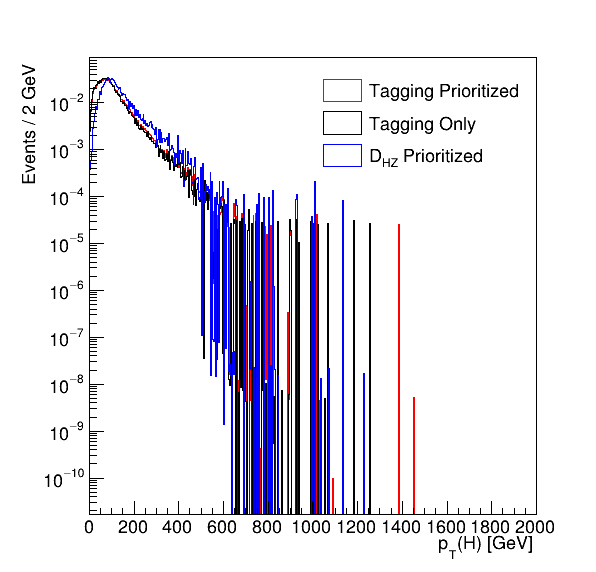 Events / 2 GeV
Tagging Prioritized
Tagging Only
D_HZ Prioritized
10⁻²
10⁻³
10⁻⁴
10⁻⁵
10⁻⁶
10⁻⁷
10⁻⁸
10⁻⁹
10⁻¹⁰
0 200 400 600 800 1000 1200 1400 1600 1800 2000
p_T(H) [GeV]